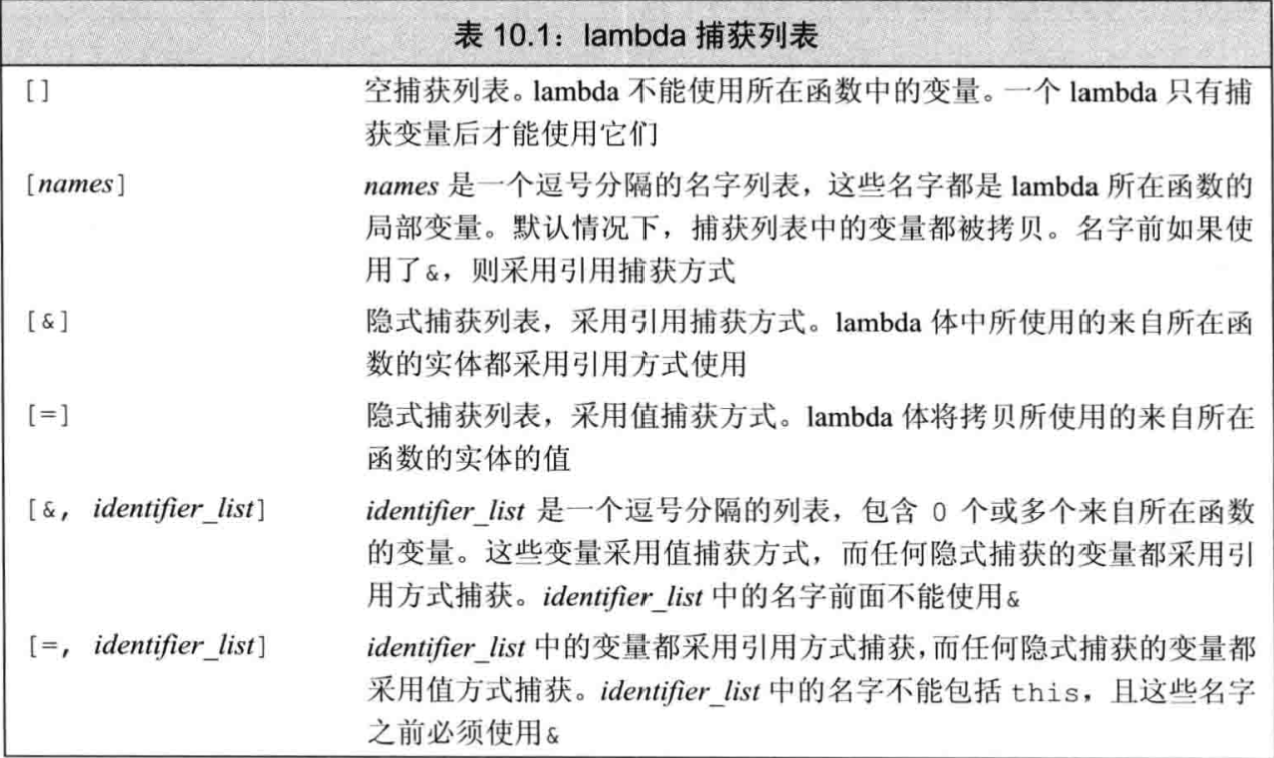 表 10.1：lambda 捕获列表
[] 空捕获列表。lambda 不能使用所在函数中的变量。一个 lambda 只有捕
获变量后才能使用它们
[names] names 是一个逗号分隔的名字列表，这些名字都是 lambda 所在函数的
局部变量。默认情况下，捕获列表中的变量都被拷贝。名字前如果使
用了&，则采用引用捕获方式
[&] 隐式捕获列表，采用引用捕获方式。lambda 体中所使用的来自所在函
数的实体都采用引用方式使用
[=] 隐式捕获列表，采用值捕获方式。lambda 体将拷贝所使用的来自所在
函数的实体的值
[&, identifier_list] identifier_list 是一个逗号分隔的列表，包含 0 个或多个来自所在函数
的变量。这些变量采用值捕获方式，而任何隐式捕获的变量都采用引
用方式捕获。identifier_list 中的名字前面不能使用&
[=, identifier_list] identifier_list 中的变量都采用引用方式捕获，而任何隐式捕获的变量都
采用值方式捕获。identifier_list 中的名字不能包括 this，且这些名字
之前必须使用&